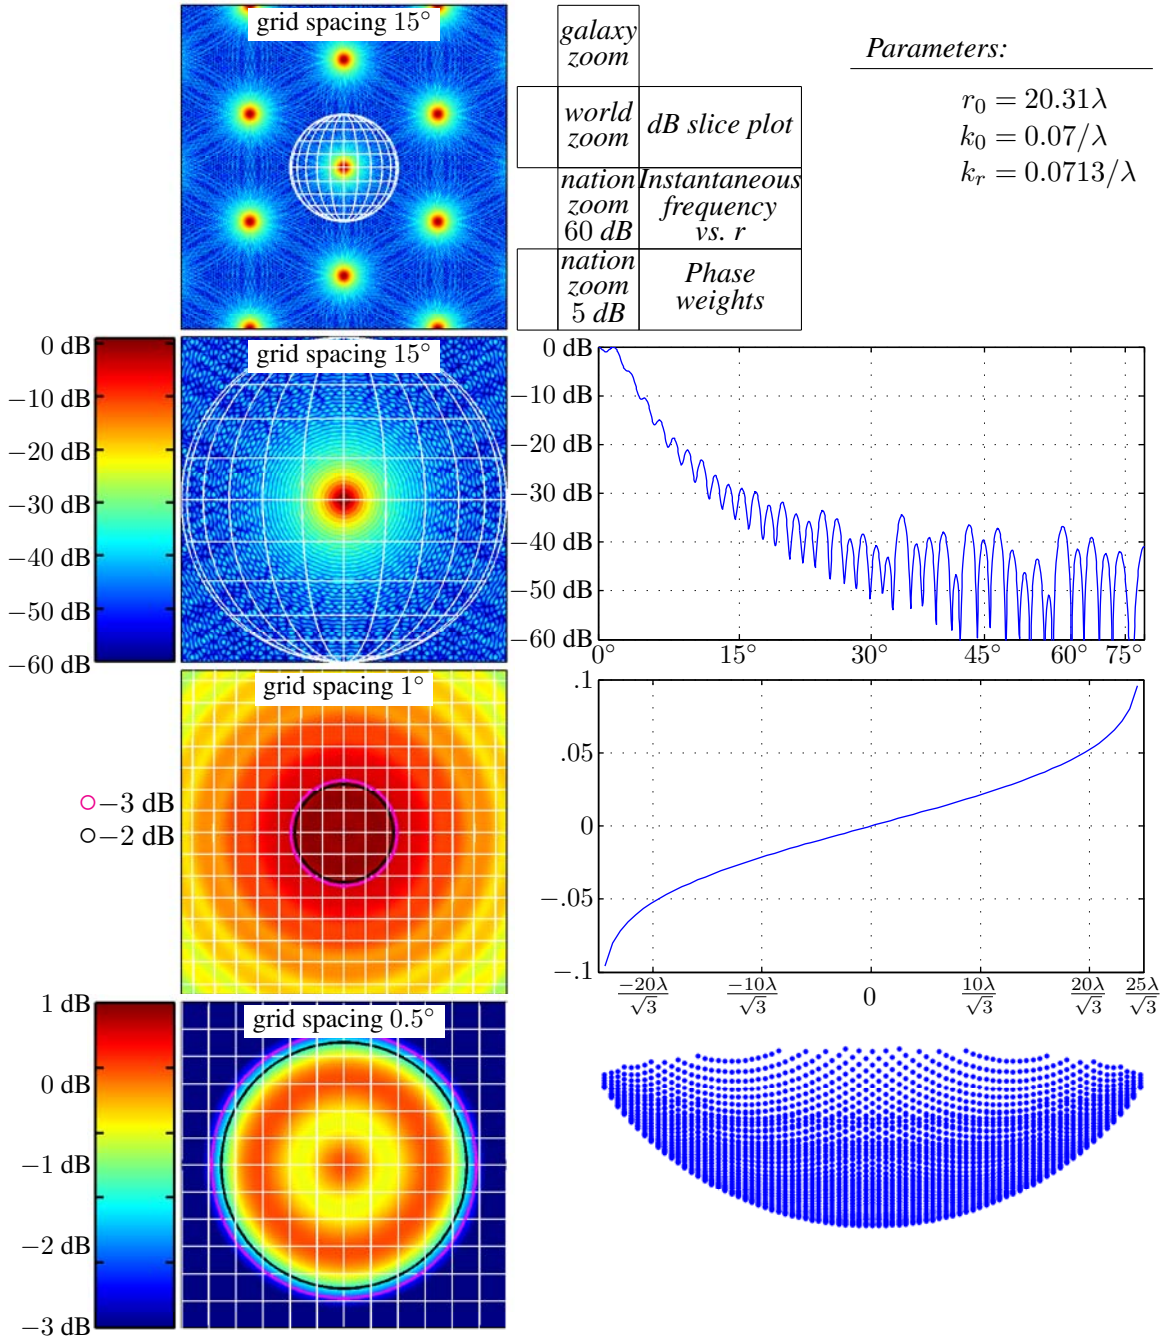 grid spacing 15°
galaxy
zoom
world
zoom
dB slice plot
nation
zoom
60 dB
Instantaneous
frequency
vs. r
nation
zoom
5 dB
Phase
weights
Parameters:
r₀ = 20.31λ
k₀ = 0.07/λ
kᵣ = 0.0713/λ
0 dB
−10 dB
−20 dB
−30 dB
−40 dB
−50 dB
−60 dB
grid spacing 15°
0 dB
−10 dB
−20 dB
−30 dB
−40 dB
−50 dB
−60 dB
0° 15° 30° 45° 60° 75°
○−3 dB
○−2 dB
grid spacing 1°
.1
.05
0
−.05
−.1
−20λ/√3 −10λ/√3 0 10λ/√3 20λ/√3 25λ/√3
1 dB
0 dB
−1 dB
−2 dB
−3 dB
grid spacing 0.5°